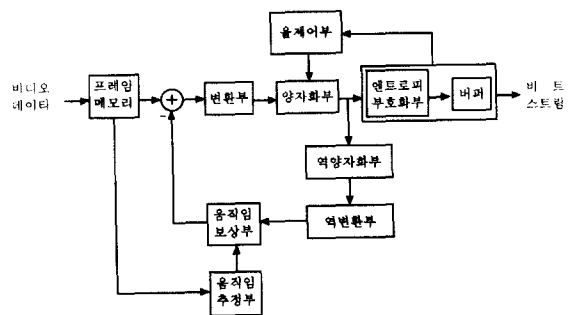 율제어부
비디오
데이타
프레임
메모리
변환부
양자화부
엔트로피
부호화부
버퍼
비 트
스트림
역양자화부
움직임
보상부
역변환부
움직임
추정부